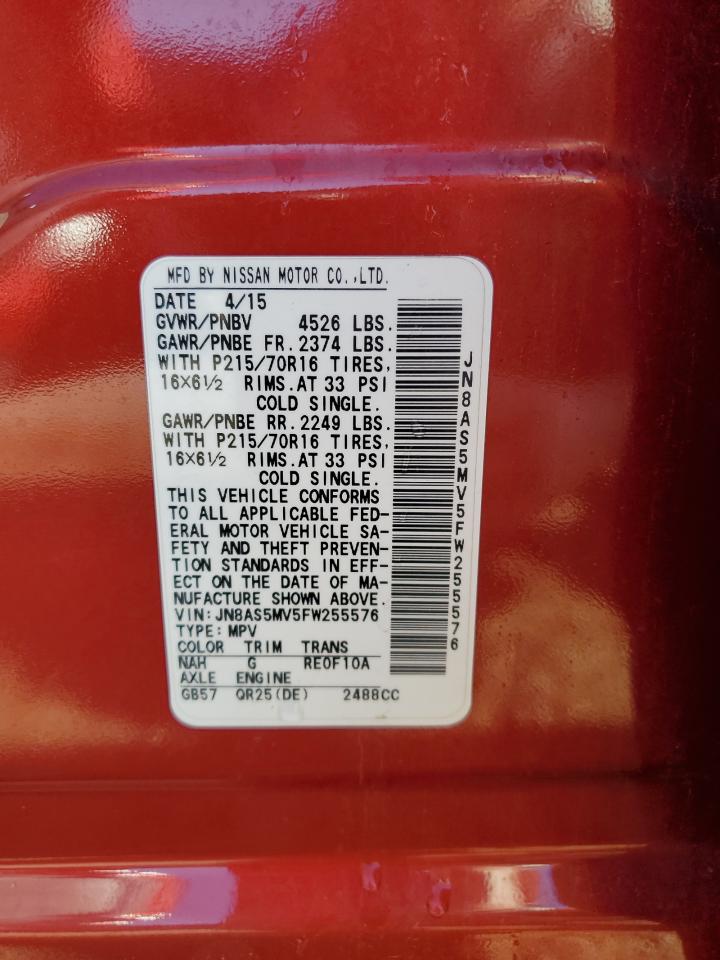 MFD BY NISSAN MOTOR CO.,LTD.
DATE 4/15
GVWR/PNBV 4526 LBS.
GAWR/PNBE FR.2374 LBS.
WITH P215/70R16 TIRES,
16×6½ RIMS.AT 33 PSI
COLD SINGLE.
GAWR/PNBE RR.2249 LBS.
WITH P215/70R16 TIRES,
16×6½ RIMS.AT 33 PSI
COLD SINGLE.
THIS VEHICLE CONFORMS
TO ALL APPLICABLE FED-
ERAL MOTOR VEHICLE SA-
FETY AND THEFT PREVEN-
TION STANDARDS IN EFF-
ECT ON THE DATE OF MA-
NUFACTURE SHOWN ABOVE.
VIN:JN8AS5MV5FW255576
TYPE:MPV
COLOR TRIM TRANS
NAH G RE0F10A
AXLE ENGINE
GB57 QR25(DE) 2488CC
JN8AS5MV5FW255576